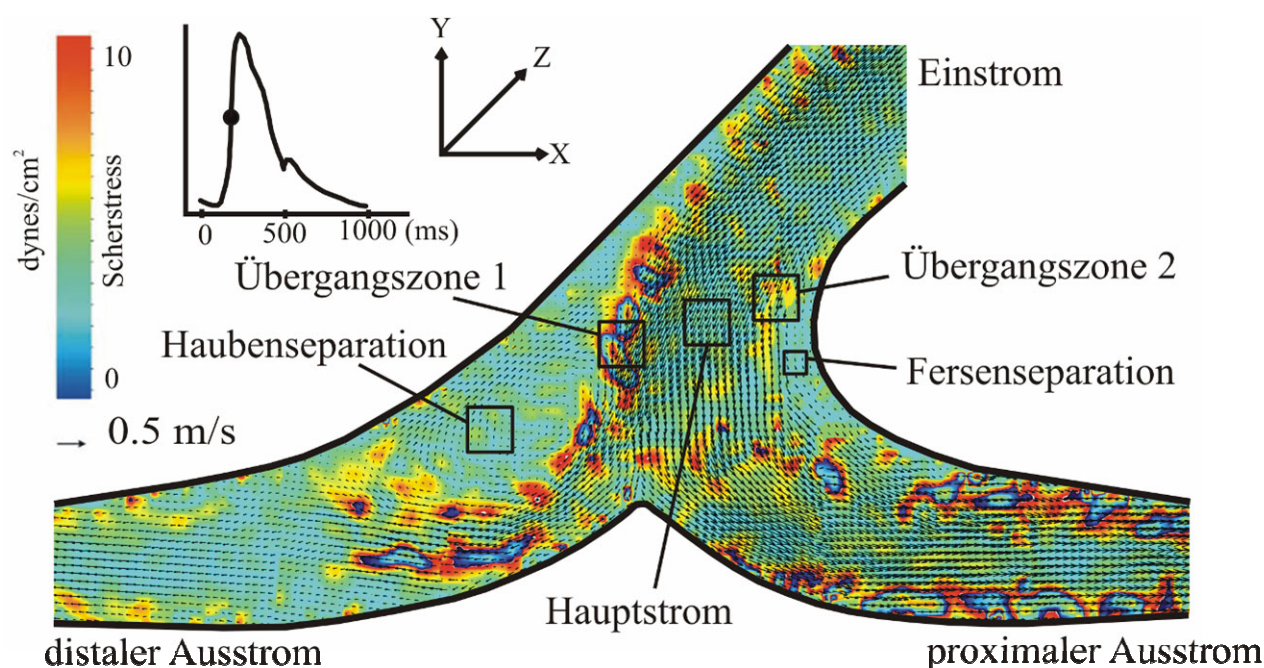 10
0
dynes/cm²
Scherstress
0.5 m/s
0 500 1000 (ms)
Y
Z
X
Einstrom
Übergangszone 1
Übergangszone 2
Haubenseparation
Fersenseparation
Hauptstrom
distaler Ausstrom
proximaler Ausstrom